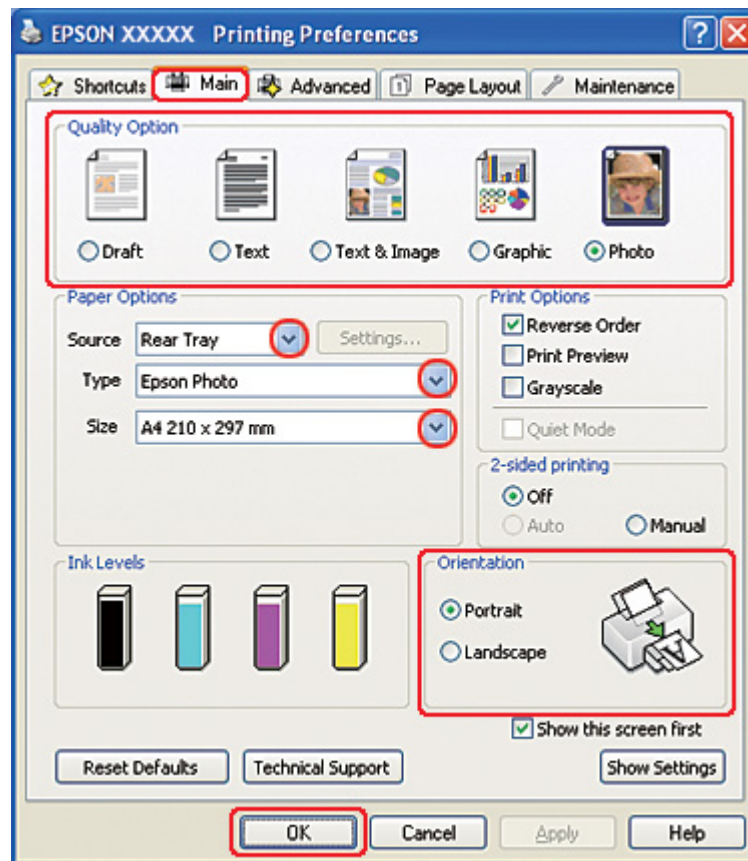 EPSON XXXXX Printing Preferences
Shortcuts Main Advanced Page Layout Maintenance
Quality Option
Draft Text Text & Image Graphic Photo
Paper Options
Source Rear Tray Settings...
Type Epson Photo
Size A4 210 x 297 mm
Print Options
Reverse Order
Print Preview
Grayscale
Quiet Mode
2-sided printing
Off
Auto Manual
Ink Levels
Orientation
Portrait
Landscape
Show this screen first
Reset Defaults Technical Support Show Settings
OK Cancel Apply Help